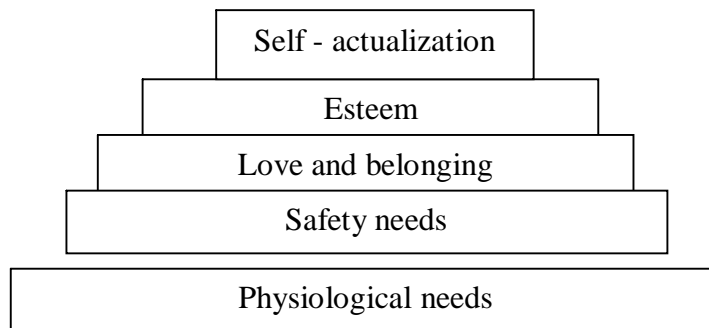 Self - actualization
Esteem
Love and belonging
Safety needs
Physiological needs